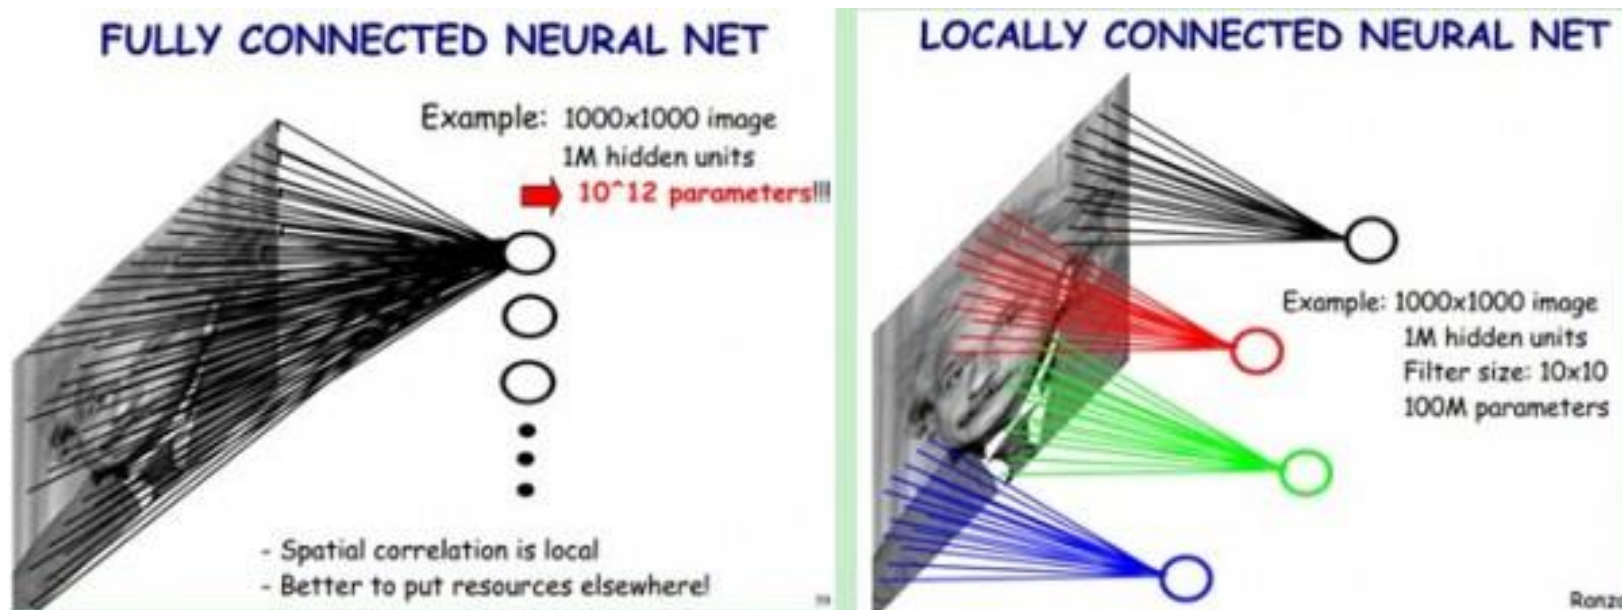 FULLY CONNECTED NEURAL NET
Example: 1000x1000 image
1M hidden units
10^12 parameters!!!
- Spatial correlation is local
- Better to put resources elsewhere!
LOCALLY CONNECTED NEURAL NET
Example: 1000x1000 image
1M hidden units
Filter size: 10x10
100M parameters